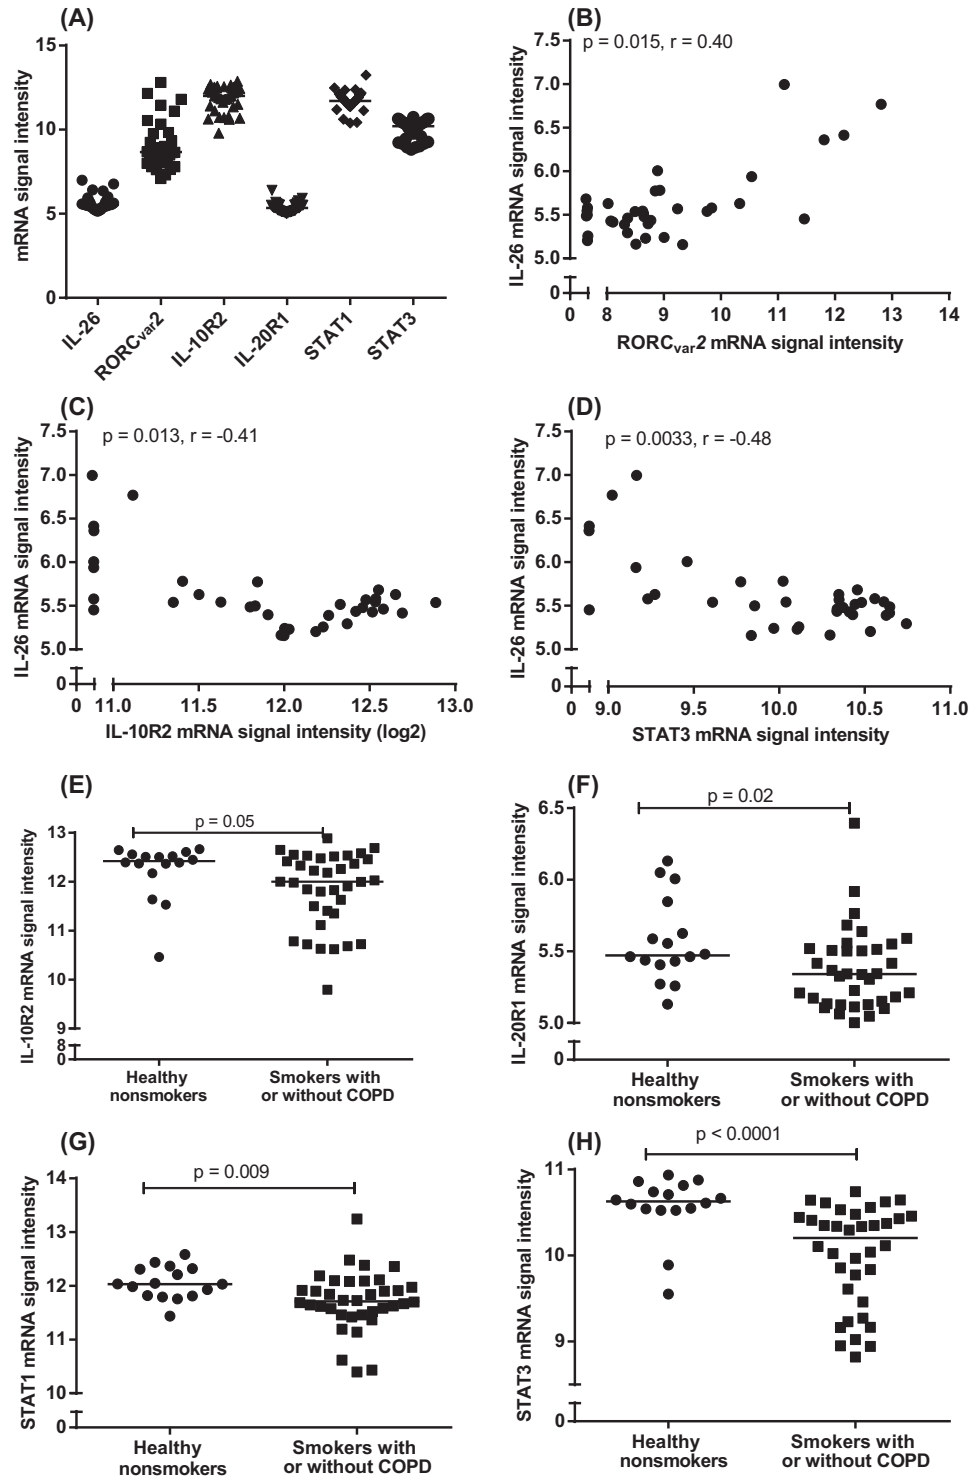 (A)
15
10
5
0
mRNA signal intensity
IL-26
RORCvar2
IL-10R2
IL-20R1
STAT1
STAT3
(B)
p = 0.015, r = 0.40
7.5
7.0
6.5
6.0
5.5
5.0
0
IL-26 mRNA signal intensity
0 8 9 10 11 12 13 14
RORCvar2 mRNA signal intensity
(C)
p = 0.013, r = -0.41
7.5
7.0
6.5
6.0
5.5
5.0
0
IL-26 mRNA signal intensity
0 11.0 11.5 12.0 12.5 13.0
IL-10R2 mRNA signal intensity (log2)
(D)
p = 0.0033, r = -0.48
7.5
7.0
6.5
6.0
5.5
5.0
0
IL-26 mRNA signal intensity
0 9.0 9.5 10.0 10.5 11.0
STAT3 mRNA signal intensity
(E)
p = 0.05
13
12
11
10
9
8
0
IL-10R2 mRNA signal intensity
Healthy
nonsmokers
Smokers with
or without COPD
(F)
p = 0.02
6.5
6.0
5.5
5.0
0
IL-20R1 mRNA signal intensity
Healthy
nonsmokers
Smokers with
or without COPD
(G)
p = 0.009
14
13
12
11
10
0
STAT1 mRNA signal intensity
Healthy
nonsmokers
Smokers with
or without COPD
(H)
p < 0.0001
11
10
9
0
STAT3 mRNA signal intensity
Healthy
nonsmokers
Smokers with
or without COPD